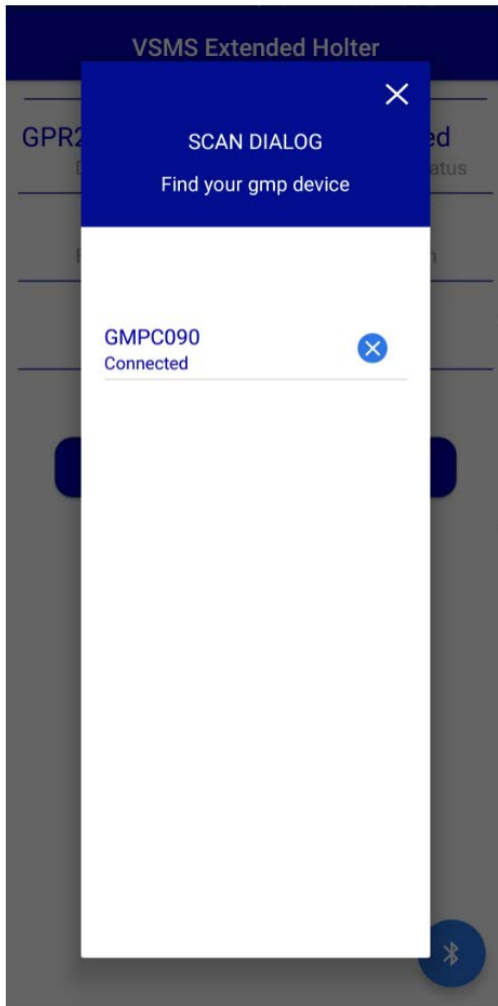 VSMS Extended Holter
SCAN DIALOG
Find your gmp device
GMPC090
Connected